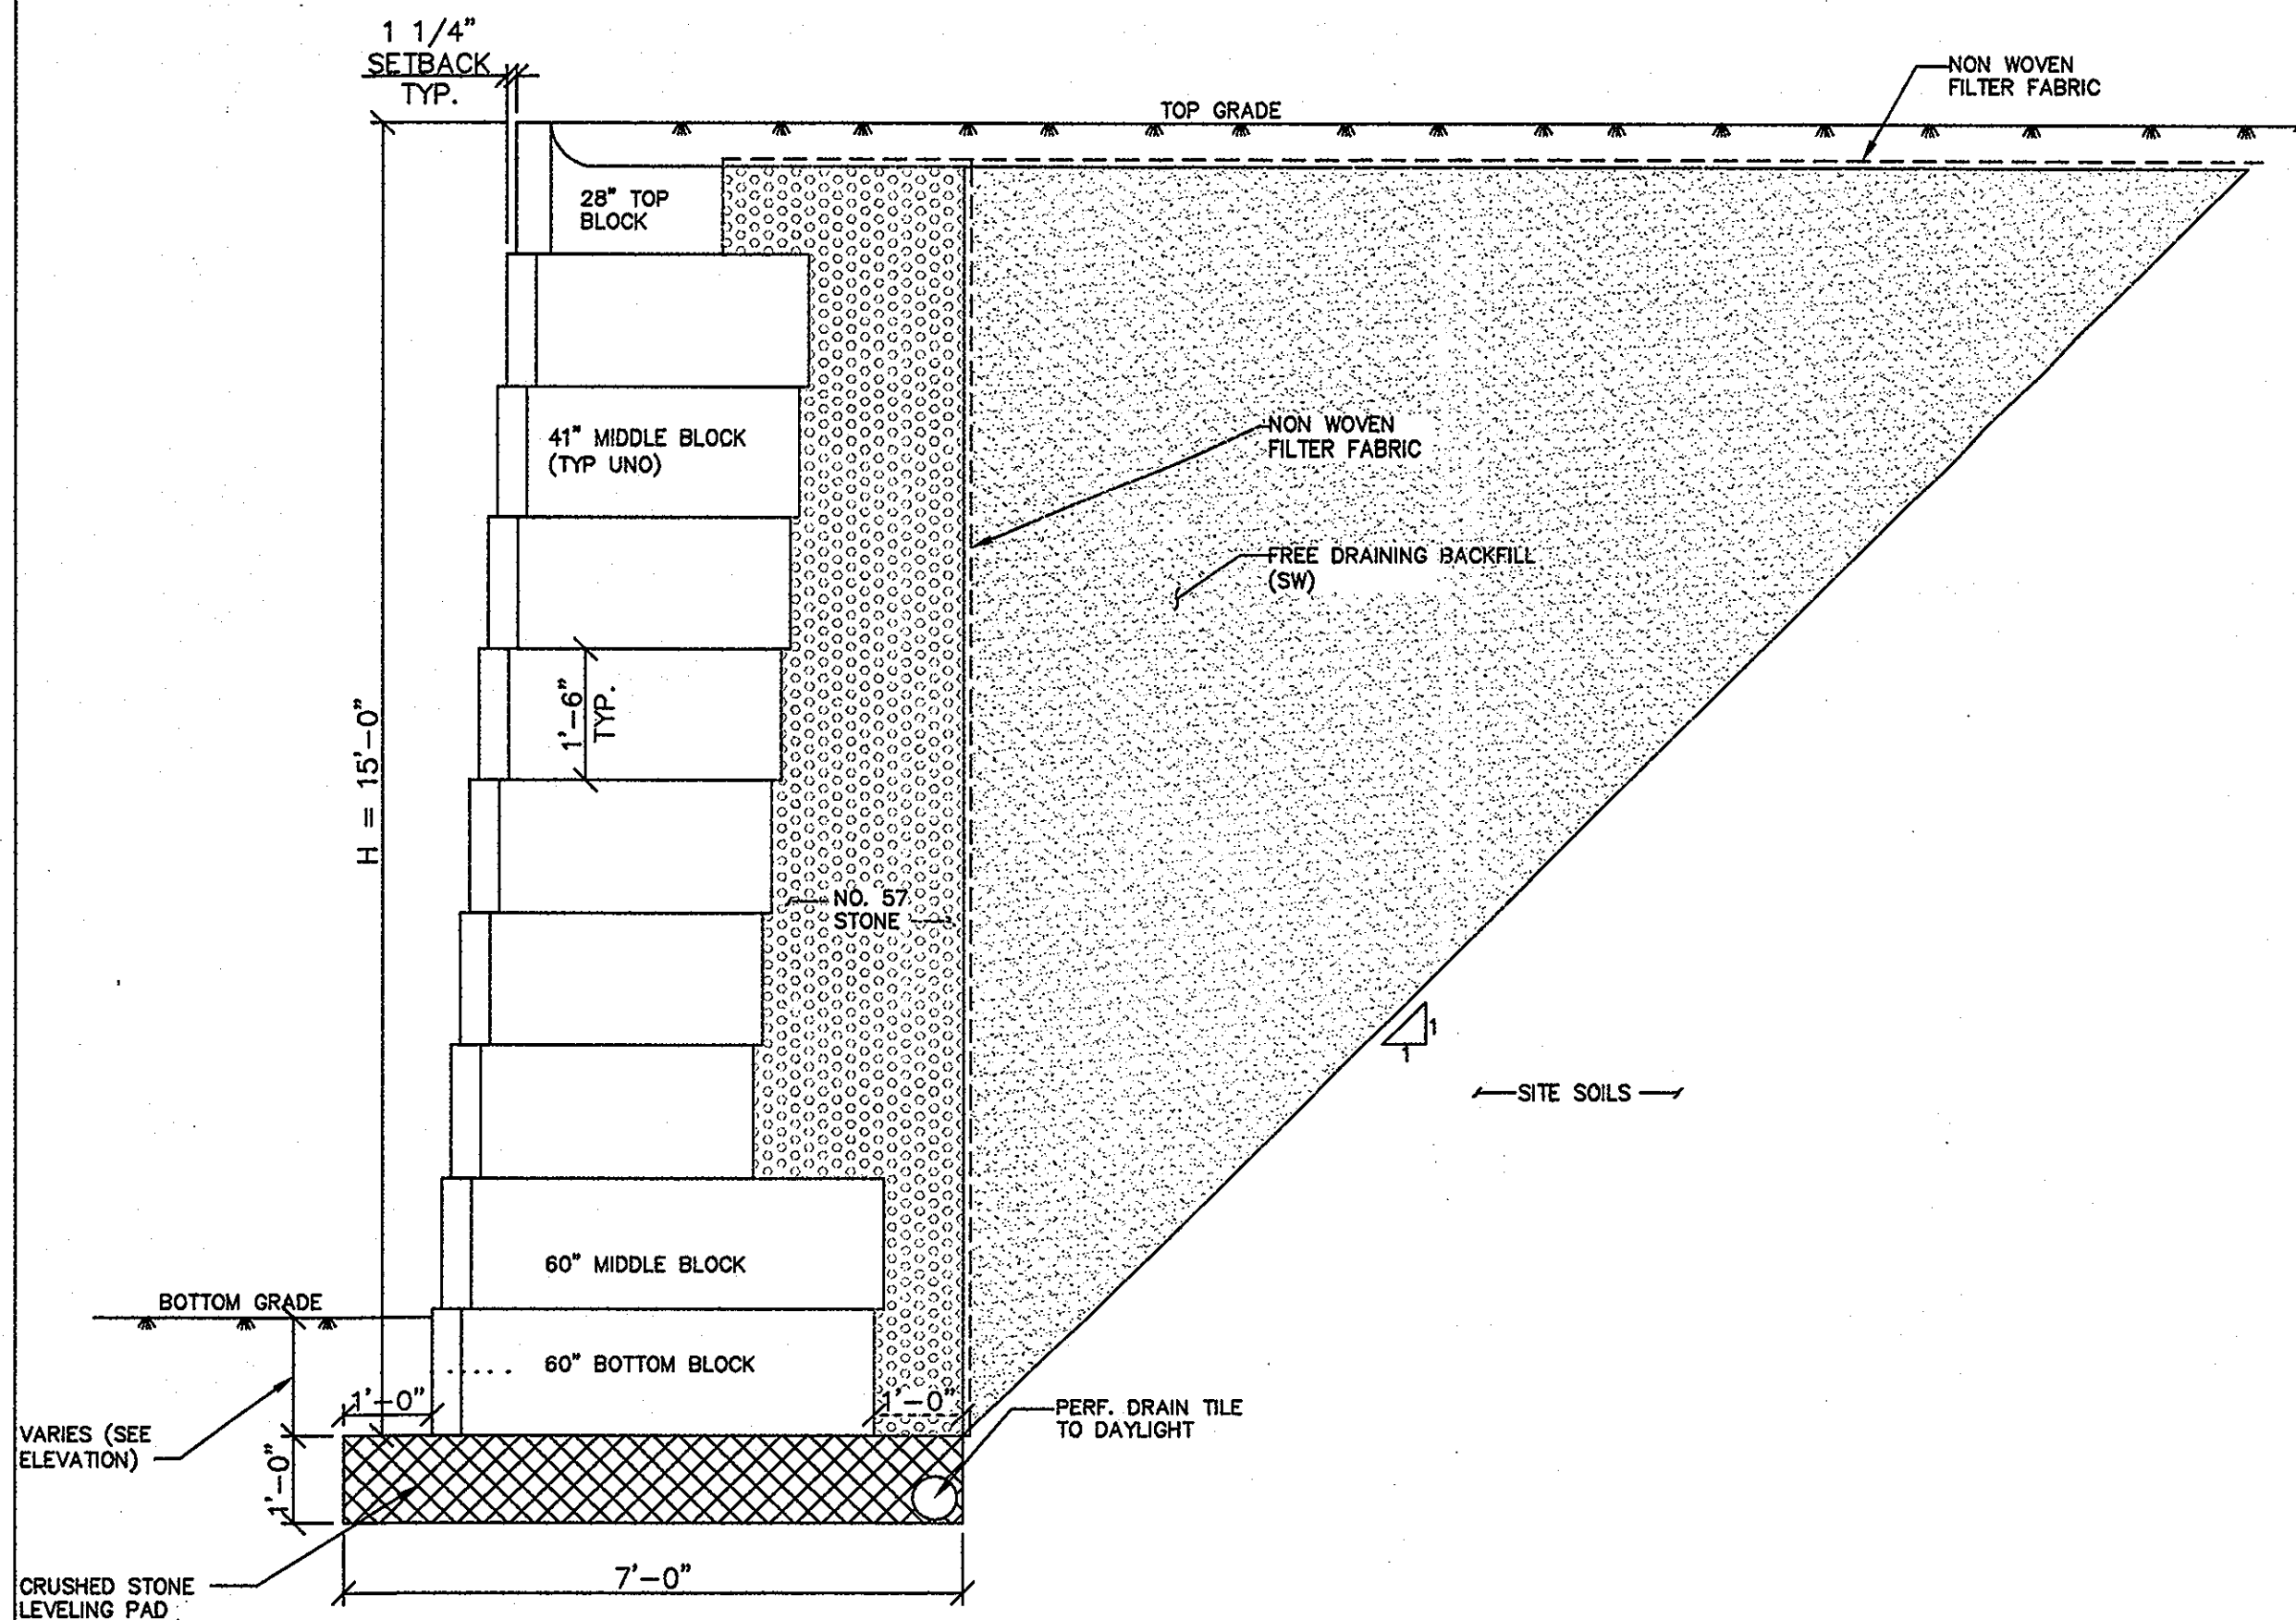 1 1/4"
SETBACK
TYP.
NON WOVEN
FILTER FABRIC
TOP GRADE
28" TOP
BLOCK
41" MIDDLE BLOCK
(TYP UNO)
NON WOVEN
FILTER FABRIC
FREE DRAINING BACKFILL
(SW)
1'-6"
TYP.
H = 15'-0"
NO. 57
STONE
1
1
SITE SOILS
60" MIDDLE BLOCK
BOTTOM GRADE
60" BOTTOM BLOCK
1'-0"
1'-0"
PERF. DRAIN TILE
TO DAYLIGHT
VARIES (SEE
ELEVATION)
1'-0"
7'-0"
CRUSHED STONE
LEVELING PAD